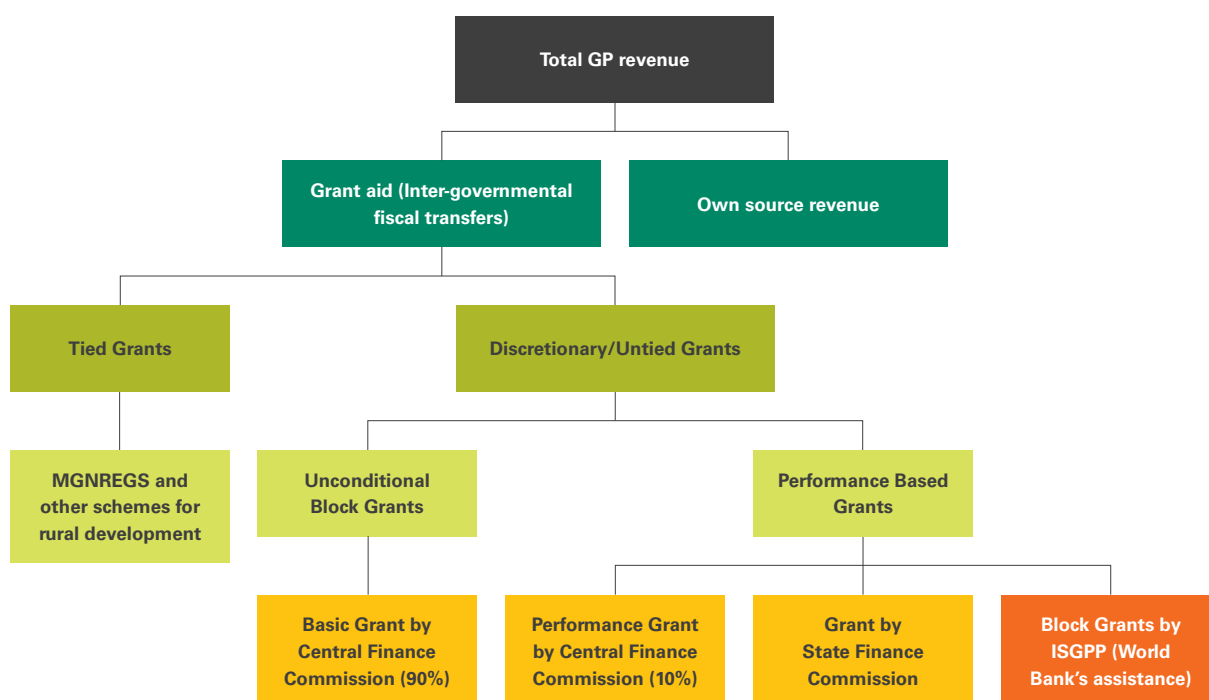 Total GP revenue
Grant aid (Inter-governmental
fiscal transfers)
Own source revenue
Tied Grants
Discretionary/Untied Grants
MGNREGS and
other schemes for
rural development
Unconditional
Block Grants
Performance Based
Grants
Basic Grant by
Central Finance
Commission (90%)
Performance Grant
by Central Finance
Commission (10%)
Grant by
State Finance
Commission
Block Grants by
ISGPP (World
Bank's assistance)